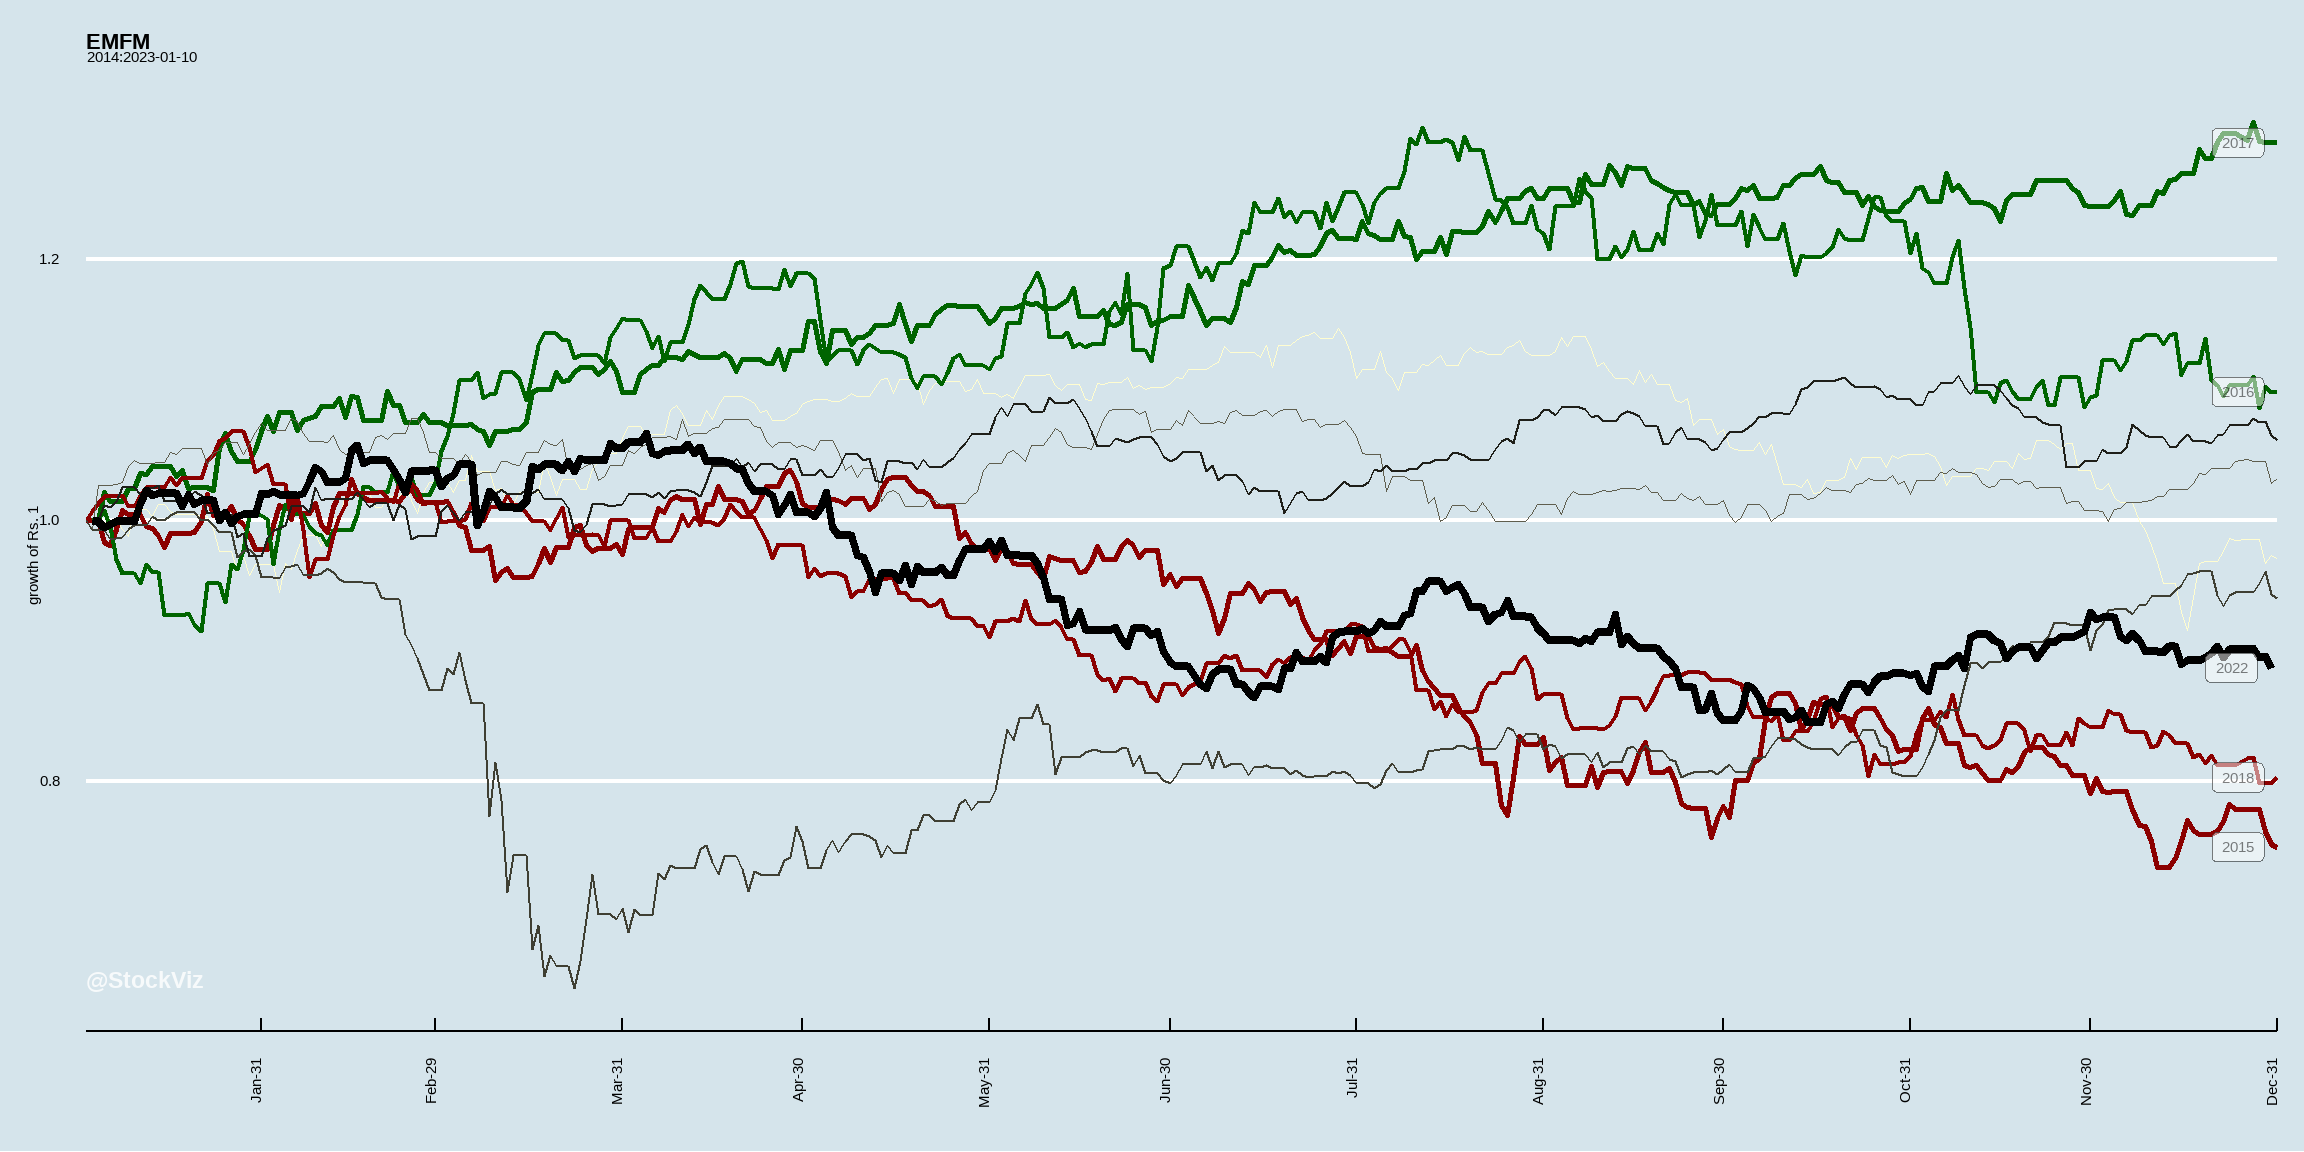 EMFM
2014:2023-01-10
2017
1.2
2016
growth of Rs. 1
1.0
2022
0.8
2018
2015
@StockViz
Jan-31
Feb-29
Mar-31
Apr-30
May-31
Jun-30
Jul-31
Aug-31
Sep-30
Oct-31
Nov-30
Dec-31